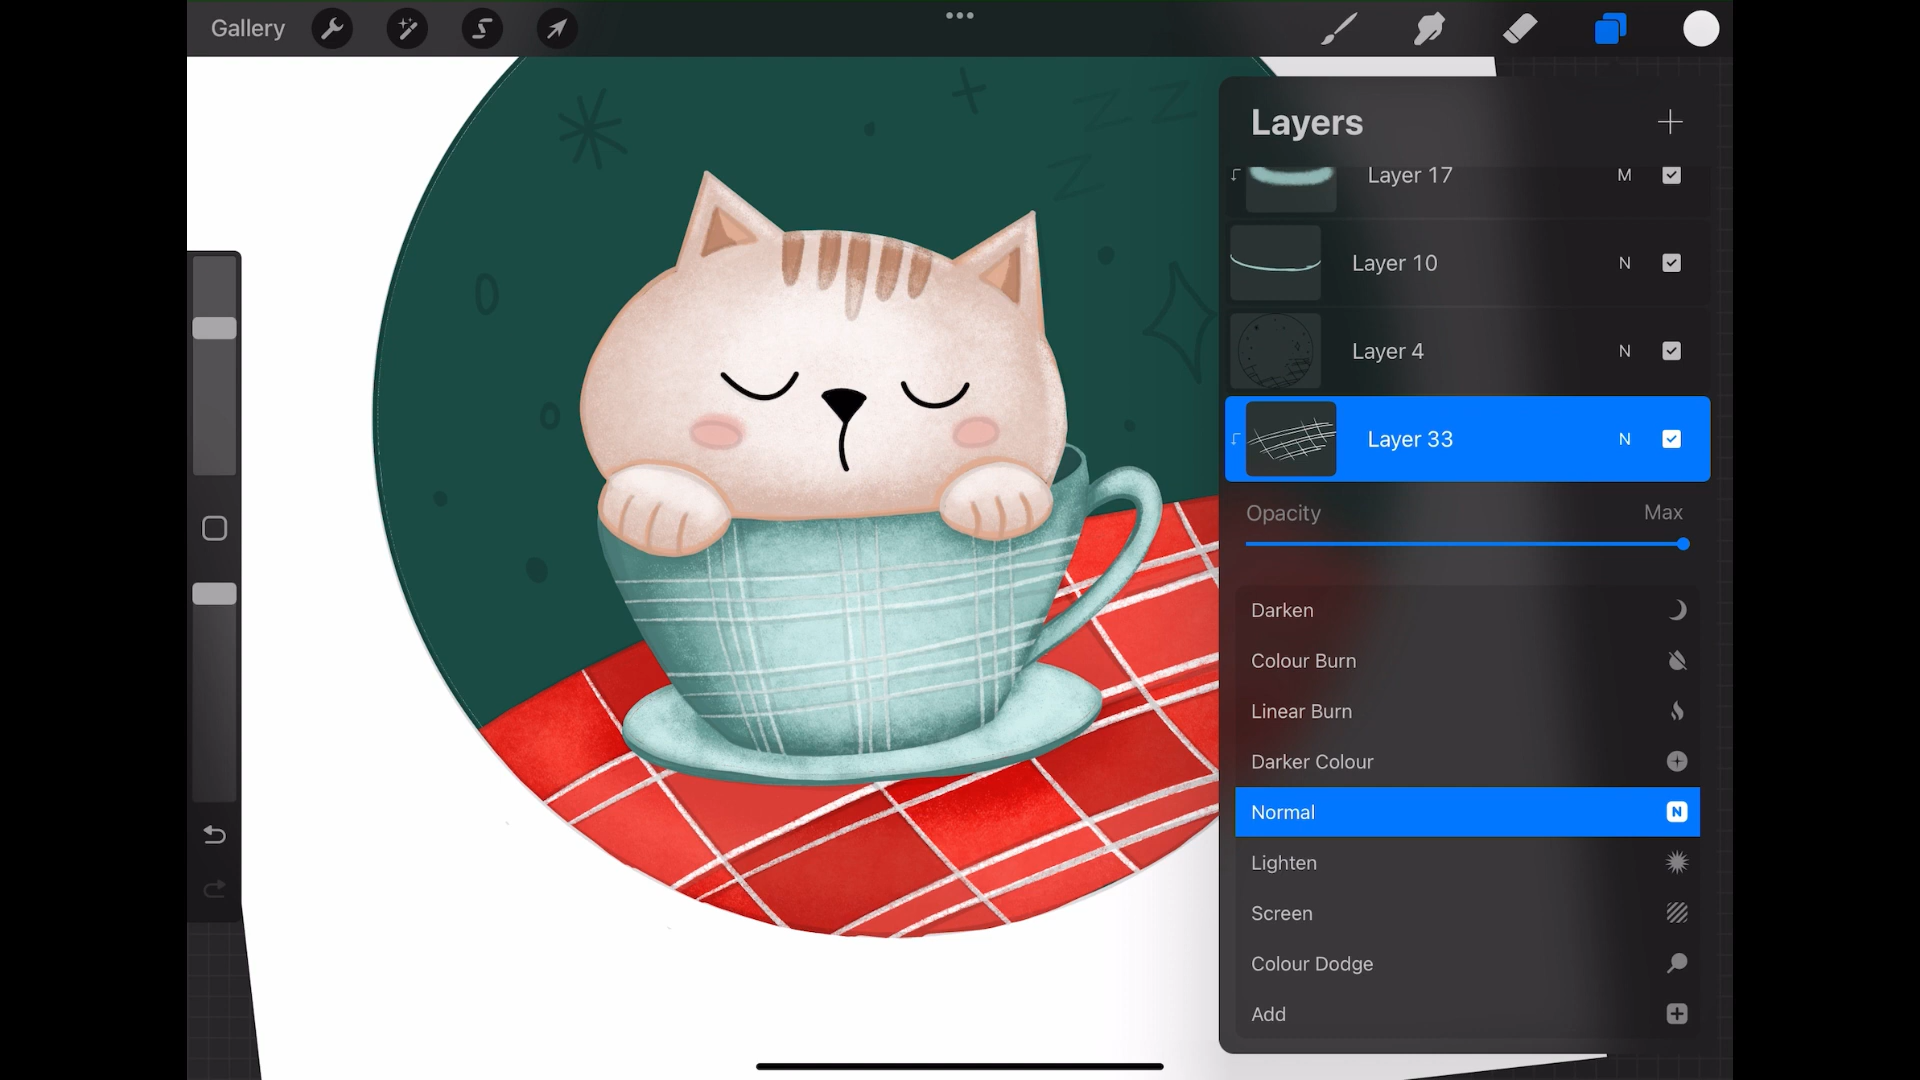 Gallery
Z Z
Z
Layers
Layer 17 M
Layer 10 N
Layer 4 N
Layer 33 N
Opacity Max
Darken
Colour Burn
Linear Burn
Darker Colour
Normal N
Lighten
Screen
Colour Dodge
Add